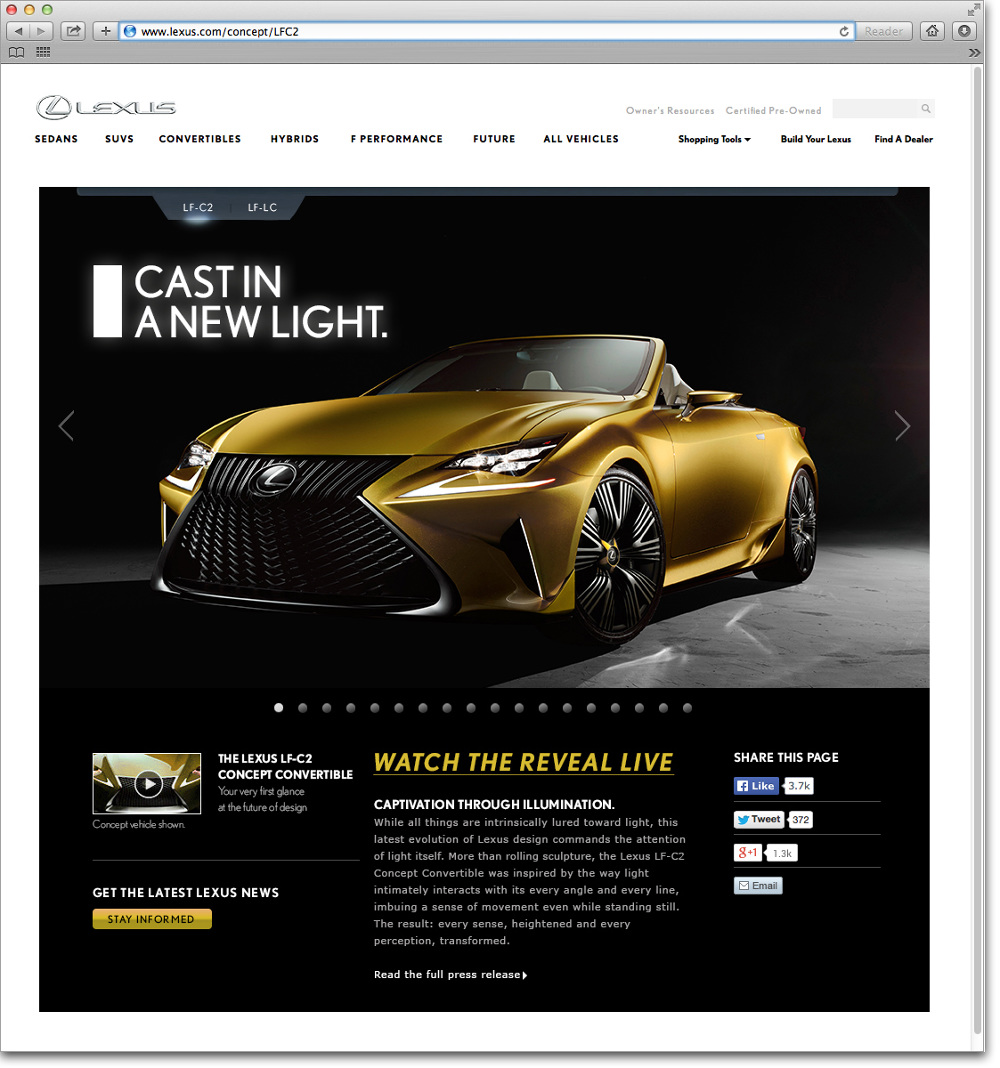 www.lexus.com/concept/LFC2
Reader
LEXUS
Owner's Resources Certified Pre-Owned
SEDANS SUVS CONVERTIBLES HYBRIDS F PERFORMANCE FUTURE ALL VEHICLES Shopping Tools Build Your Lexus Find A Dealer
LF-C2 | LF-LC
CAST IN
A NEW LIGHT.
THE LEXUS LF-C2
CONCEPT CONVERTIBLE
Your very first glance
at the future of design
Concept vehicle shown.
GET THE LATEST LEXUS NEWS
STAY INFORMED
WATCH THE REVEAL LIVE
CAPTIVATION THROUGH ILLUMINATION.
While all things are intrinsically lured toward light, this
latest evolution of Lexus design commands the attention
of light itself. More than rolling sculpture, the Lexus LF-C2
Concept Convertible was inspired by the way light
intimately interacts with its every angle and every line,
imbuing a sense of movement even while standing still.
The result: every sense, heightened and every
perception, transformed.
Read the full press release
SHARE THIS PAGE
Like 3.7k
Tweet 372
g+1 1.3k
Email